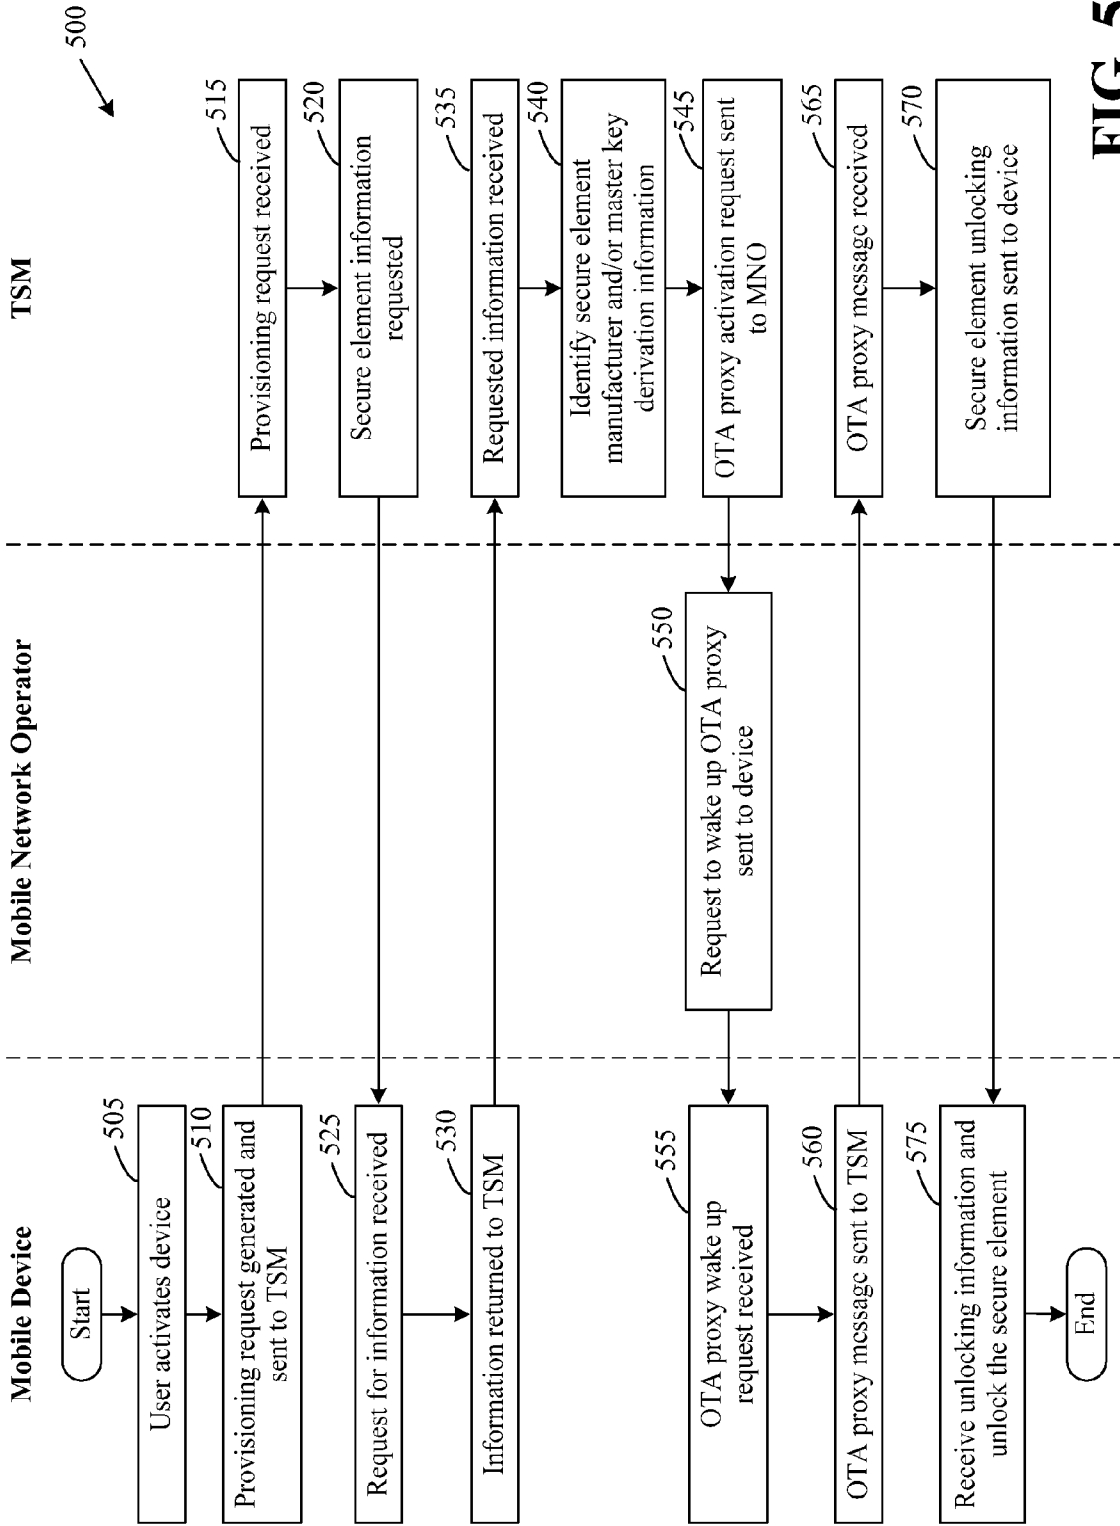 500
Mobile Device
Mobile Network Operator
TSM
Start
505
User activates device
510
Provisioning request generated and
sent to TSM
515
Provisioning request received
520
Secure element information
requested
525
Request for information received
530
Information returned to TSM
535
Requested information received
540
Identify secure element
manufacturer and/or master key
derivation information
545
OTA proxy activation request sent
to MNO
550
Request to wake up OTA proxy
sent to device
555
OTA proxy wake up
request received
560
OTA proxy message sent to TSM
565
OTA proxy message received
570
Secure element unlocking
information sent to device
575
Receive unlocking information and
unlock the secure element
End
FIG 5